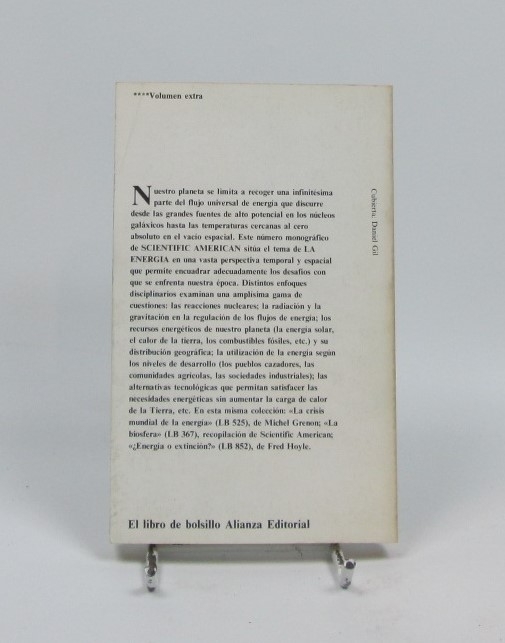 ****Volumen extra
Nuestro planeta se limita a recoger una infinitésima
parte del flujo universal de energía que discurre
desde las grandes fuentes de alto potencial en los núcleos
galáxicos hasta las temperaturas cercanas al cero
absoluto en el vacío espacial. Este número monográfico
de SCIENTIFIC AMERICAN sitúa el tema de LA
ENERGIA en una vasta perspectiva temporal y espacial
que permite encuadrar adecuadamente los desafíos con
que se enfrenta nuestra época. Distintos enfoques
disciplinarios examinan una amplísima gama de
cuestiones: las reacciones nucleares; la radiación y la
gravitación en la regulación de los flujos de energía; los
recursos energéticos de nuestro planeta (la energía solar,
el calor de la tierra, los combustibles fósiles, etc.) y su
distribución geográfica; la utilización de la energía según
los niveles de desarrollo (los pueblos cazadores, las
comunidades agrícolas, las sociedades industriales); las
alternativas tecnológicas que permitan satisfacer las
necesidades energéticas sin aumentar la carga de calor
de la Tierra, etc. En esta misma colección: «La crisis
mundial de la energía» (LB 525), de Michel Grenon; «La
biosfera» (LB 367), recopilación de Scientific American;
«¿Energía o extinción?» (LB 852), de Fred Hoyle.
Cubierta: Daniel Gil
El libro de bolsillo Alianza Editorial